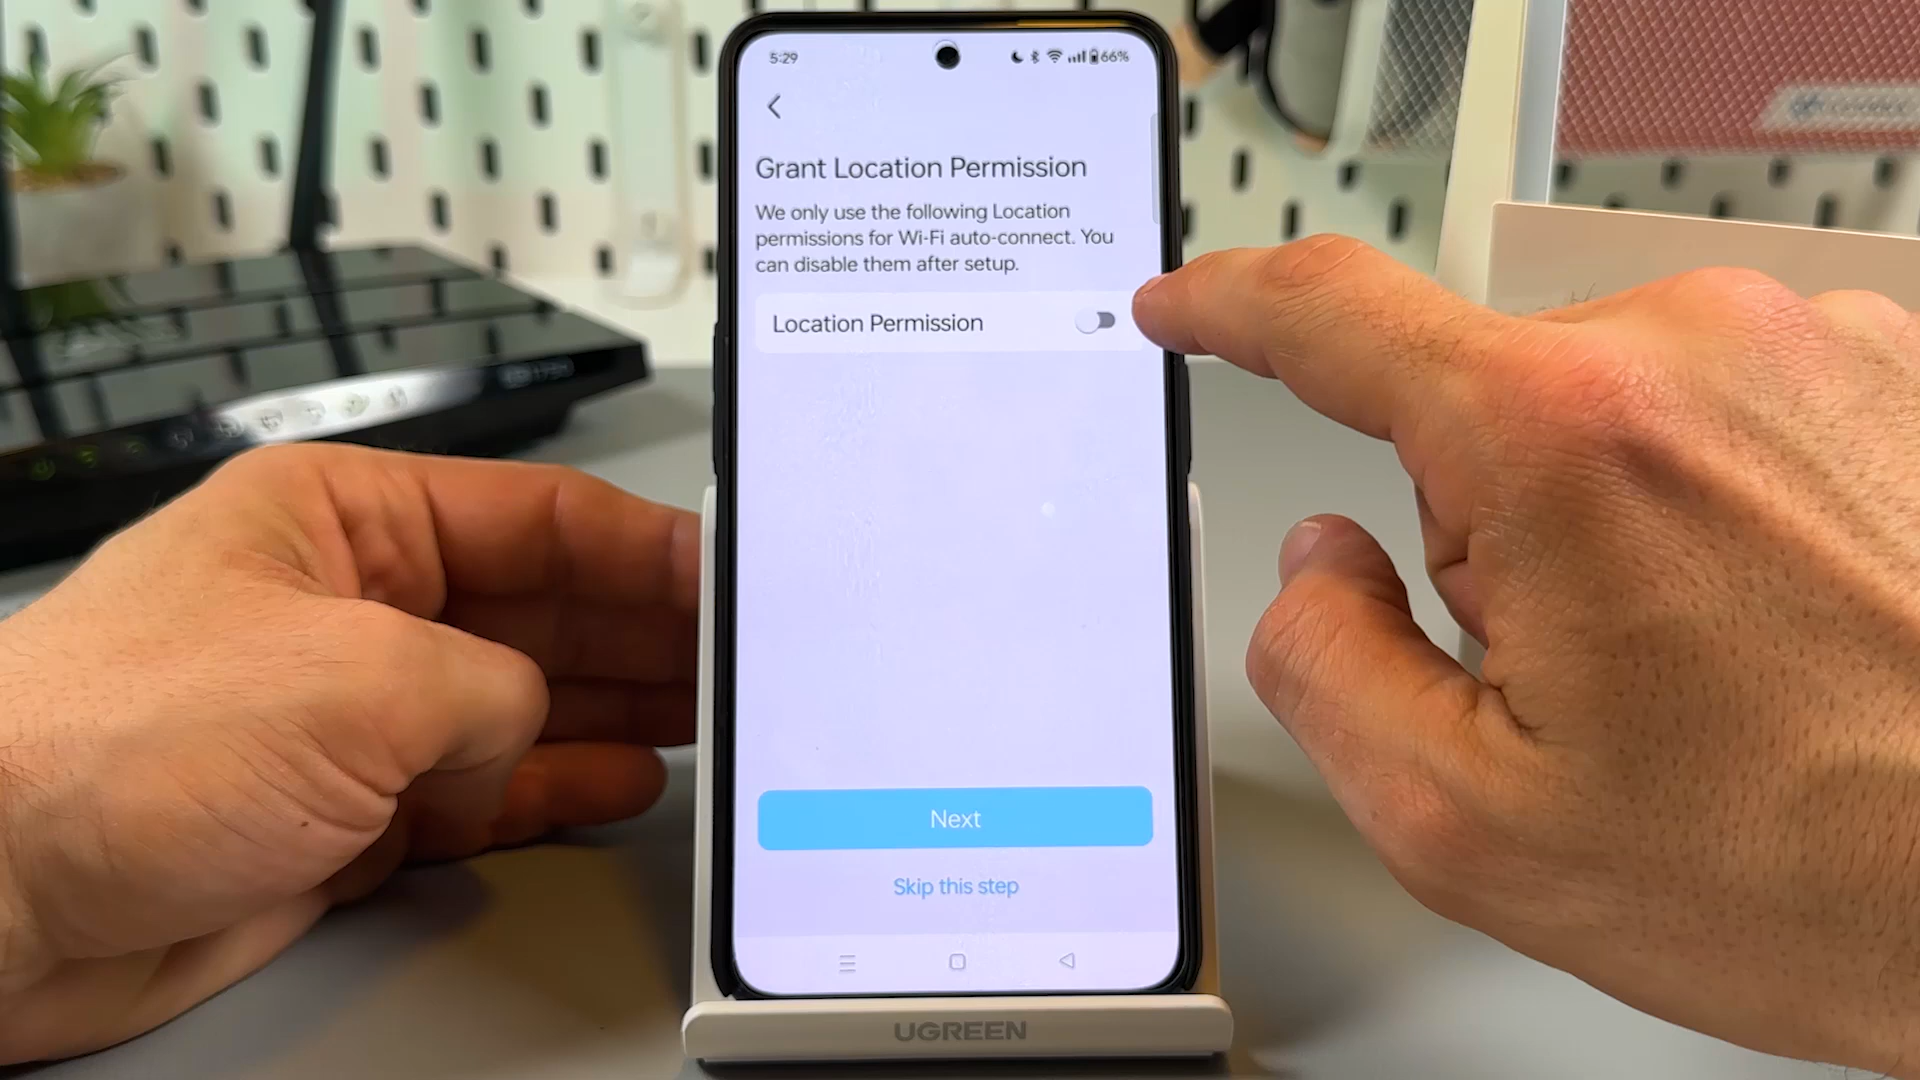 5:29
66%
Grant Location Permission
We only use the following Location
permissions for Wi-Fi auto-connect. You
can disable them after setup.
Location Permission
Next
Skip this step
UGREEN